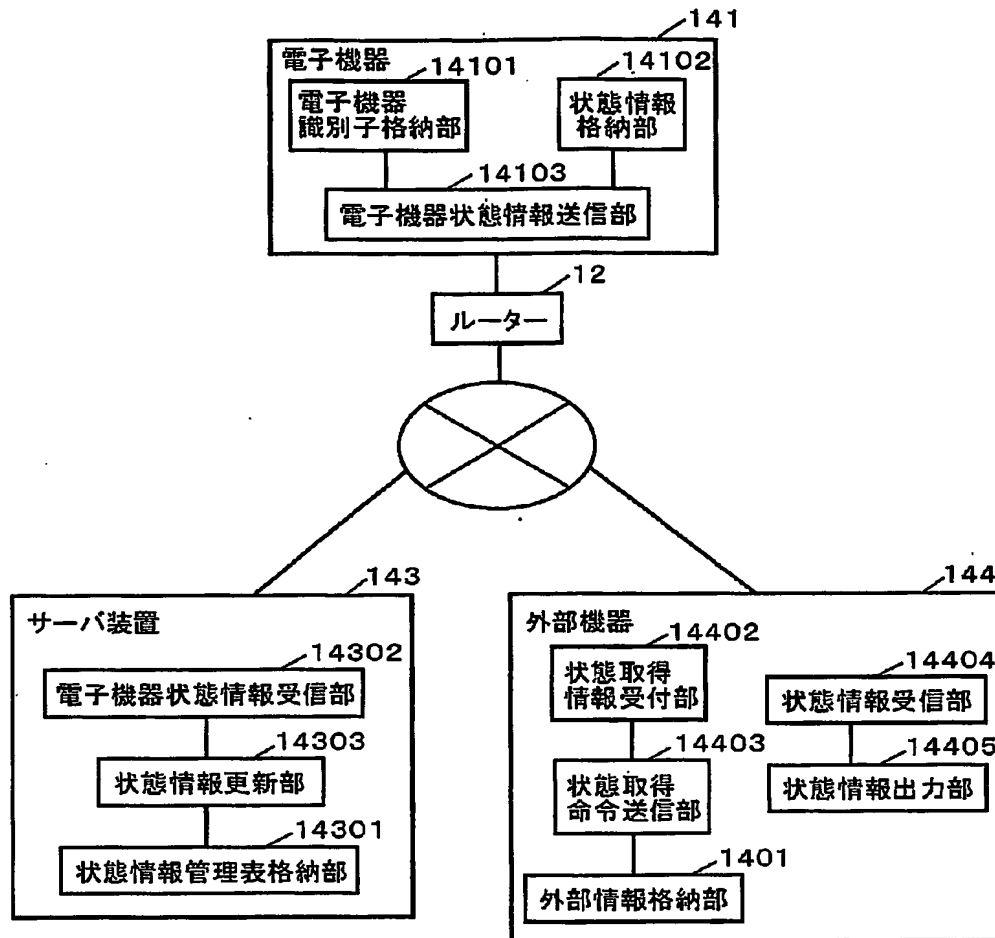 141
電子機器
14101
14102
電子機器
識別子格納部
状態情報
格納部
14103
電子機器状態情報送信部
12
ルーター
143
サーバ装置
14302
電子機器状態情報受信部
14303
状態情報更新部
14301
状態情報管理表格納部
144
外部機器
14402
状態取得
情報受付部
14404
状態情報受信部
14403
状態取得
命令送信部
14405
状態情報出力部
1401
外部情報格納部